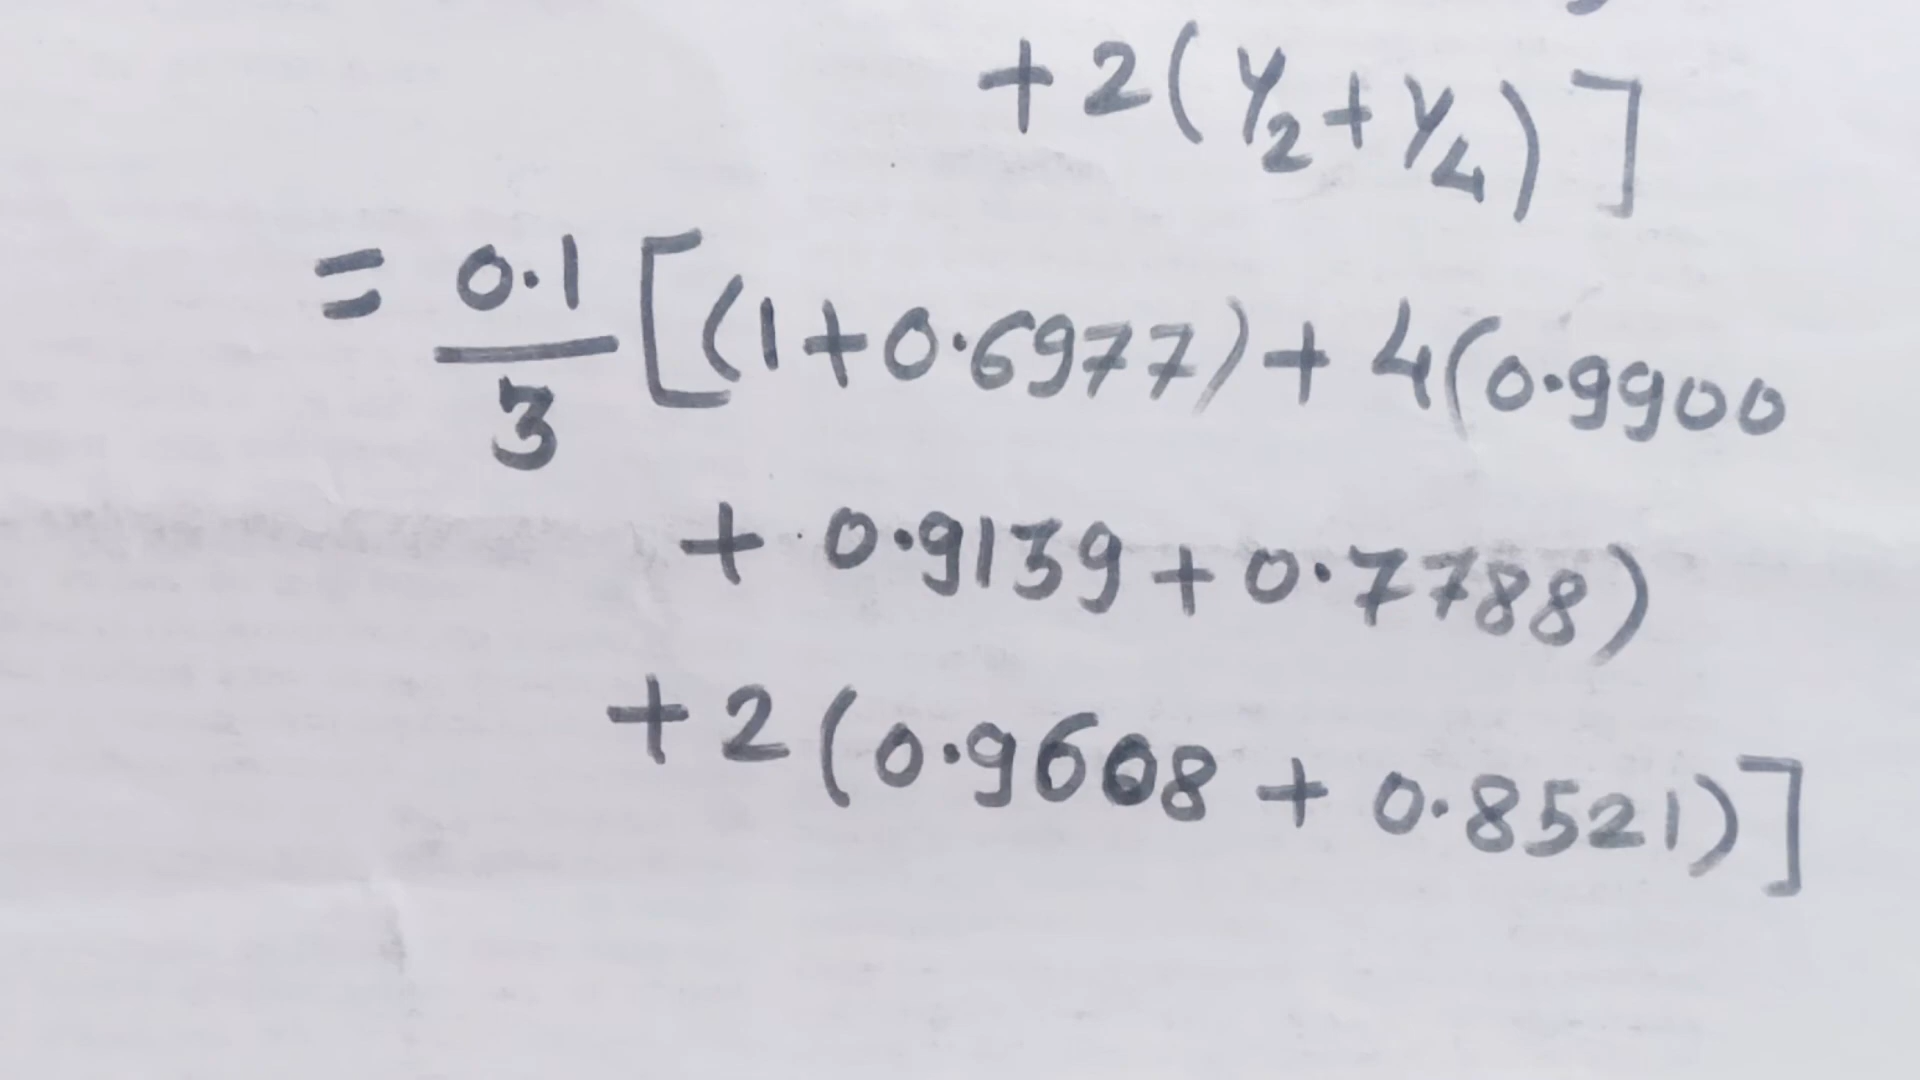 + 2 ( y₂ + y₄ ) ]
= 0.1/3 [ (1 + 0.6977) + 4 (0.9900
+ 0.9139 + 0.7788)
+ 2 (0.9608 + 0.8521) ]